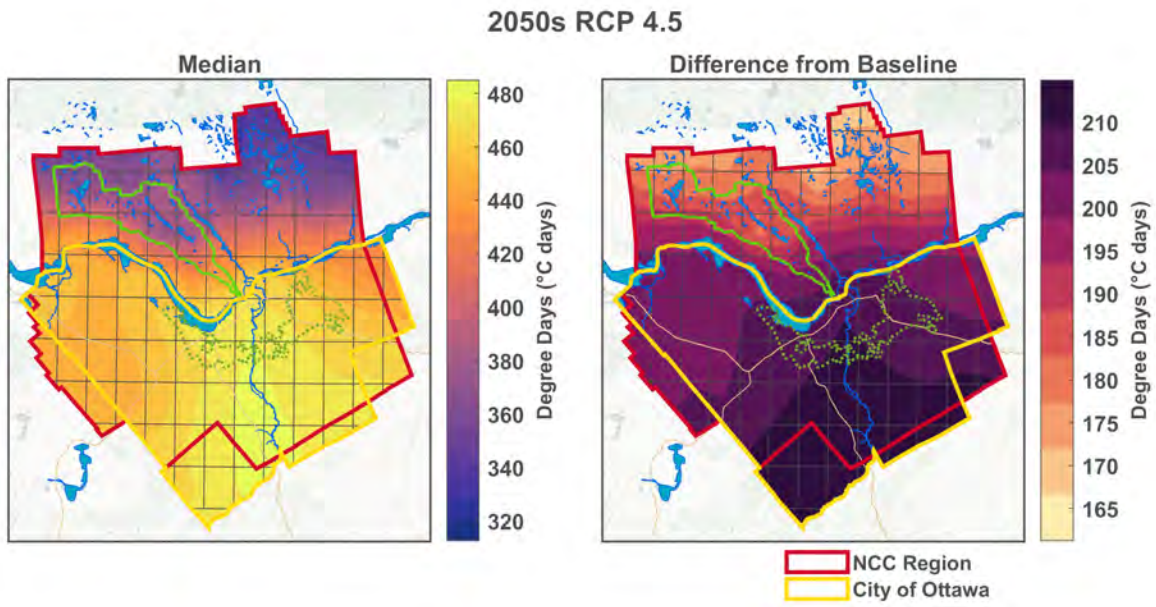 2050s RCP 4.5
Median
480
460
440
420
400
380
360
340
320
Degree Days (°C days)
Difference from Baseline
210
205
200
195
190
185
180
175
170
165
Degree Days (°C days)
NCC Region
City of Ottawa